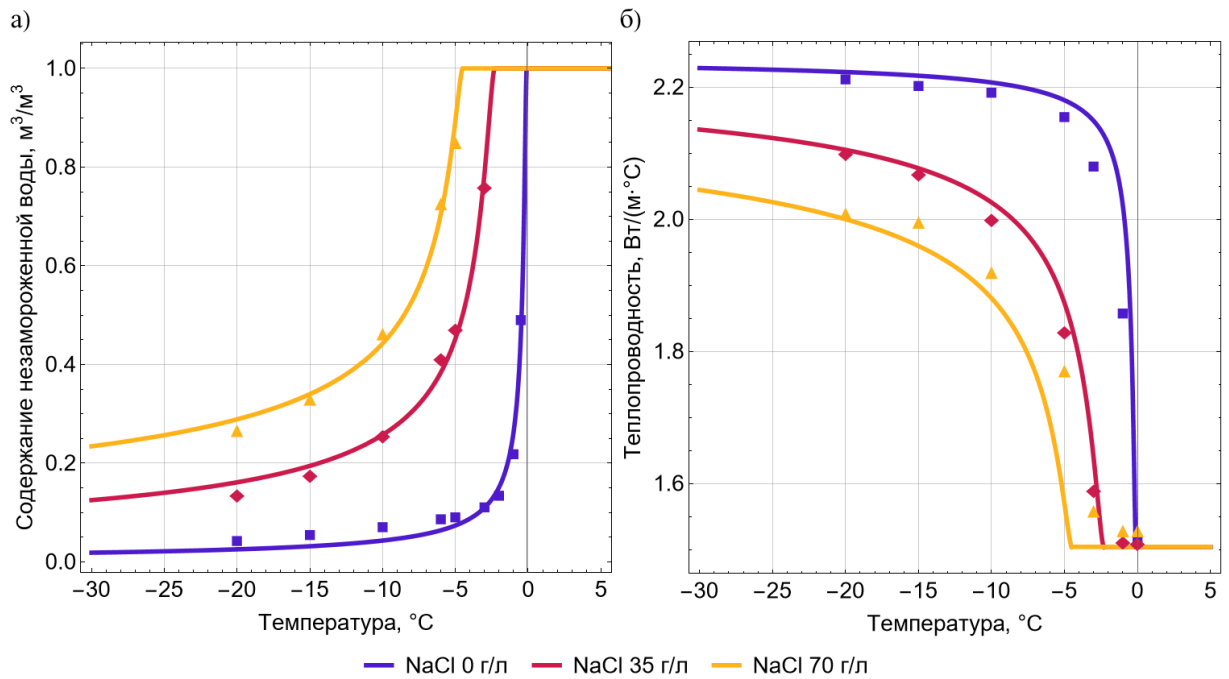 а)
б)
Содержание незамороженной воды, м³/м³
1.0
0.8
0.6
0.4
0.2
0.0
−30 −25 −20 −15 −10 −5 0 5
Температура, °C
Теплопроводность, Вт/(м·°C)
2.2
2.0
1.8
1.6
−30 −25 −20 −15 −10 −5 0 5
Температура, °C
NaCl 0 г/л NaCl 35 г/л NaCl 70 г/л